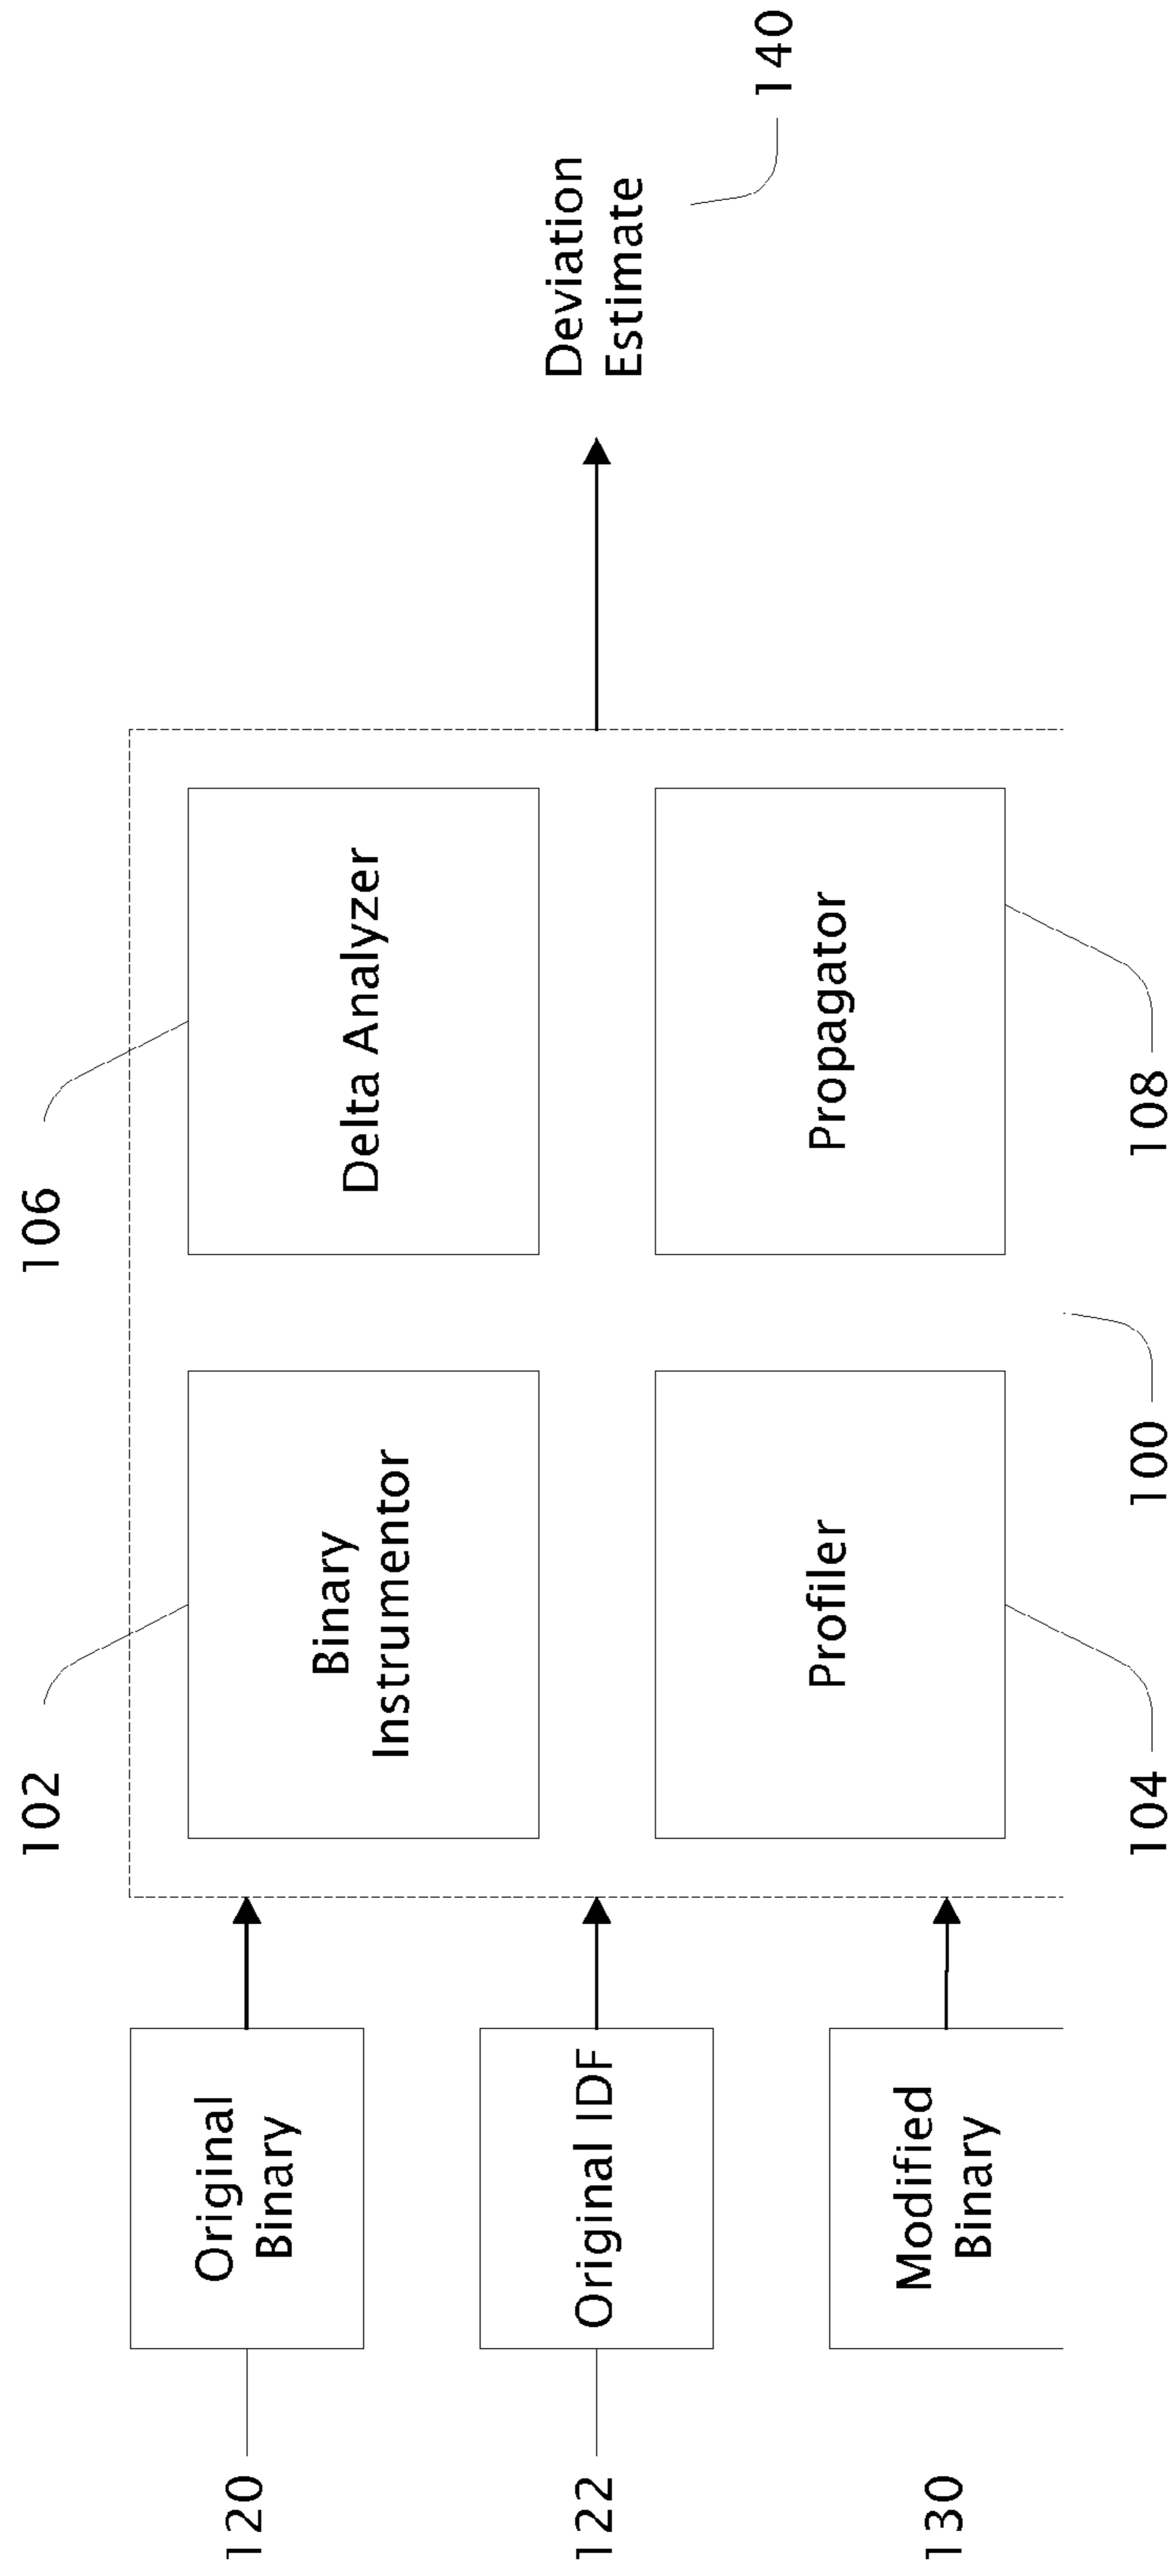 120
Original
Binary
122
Original IDF
130
Modified
Binary
102
Binary
Instrumentor
104
Profiler
106
Delta Analyzer
108
Propagator
100
Deviation
Estimate
140